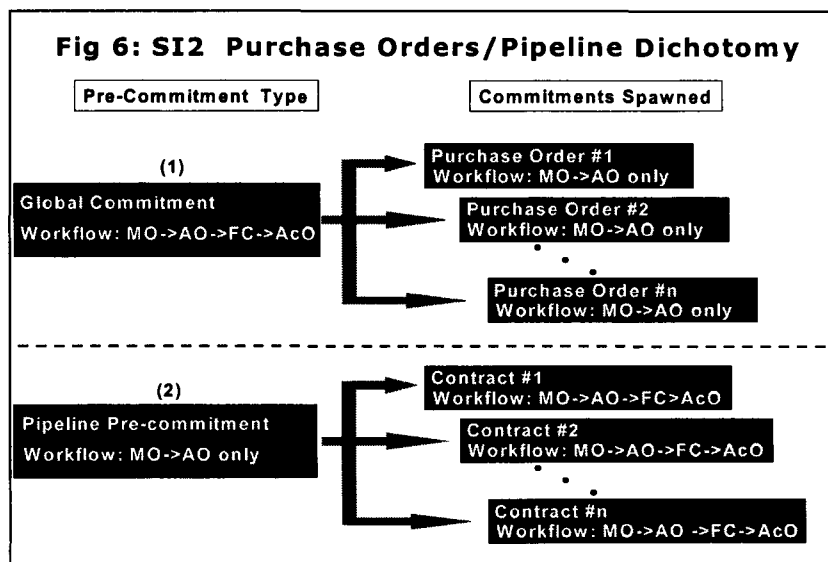 Fig 6: SI2 Purchase Orders/Pipeline Dichotomy
Pre-Commitment Type
Commitments Spawned
(1)
Global Commitment
Workflow: MO->AO->FC->AcO
Purchase Order #1
Workflow: MO->AO only
Purchase Order #2
Workflow: MO->AO only
Purchase Order #n
Workflow: MO->AO only
(2)
Pipeline Pre-commitment
Workflow: MO->AO only
Contract #1
Workflow: MO->AO->FC>AcO
Contract #2
Workflow: MO->AO->FC->AcO
Contract #n
Workflow: MO->AO ->FC->AcO